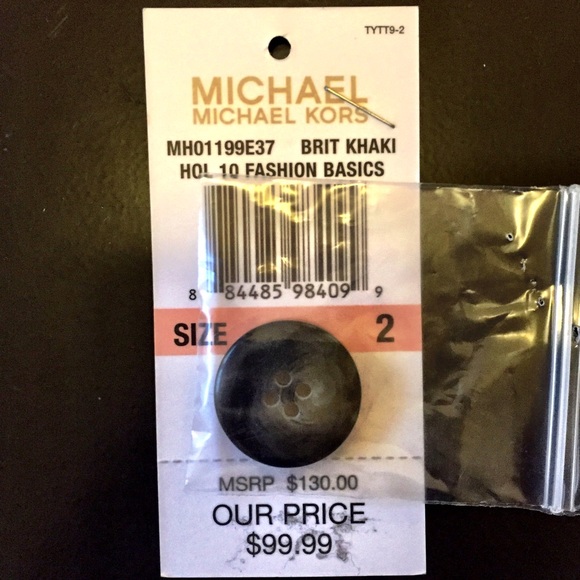 TYTT9-2
MICHAEL
MICHAEL KORS
MH01199E37 BRIT KHAKI
HOL 10 FASHION BASICS
8 84485 98409 9
SIZE 2
MSRP $130.00
OUR PRICE
$99.99